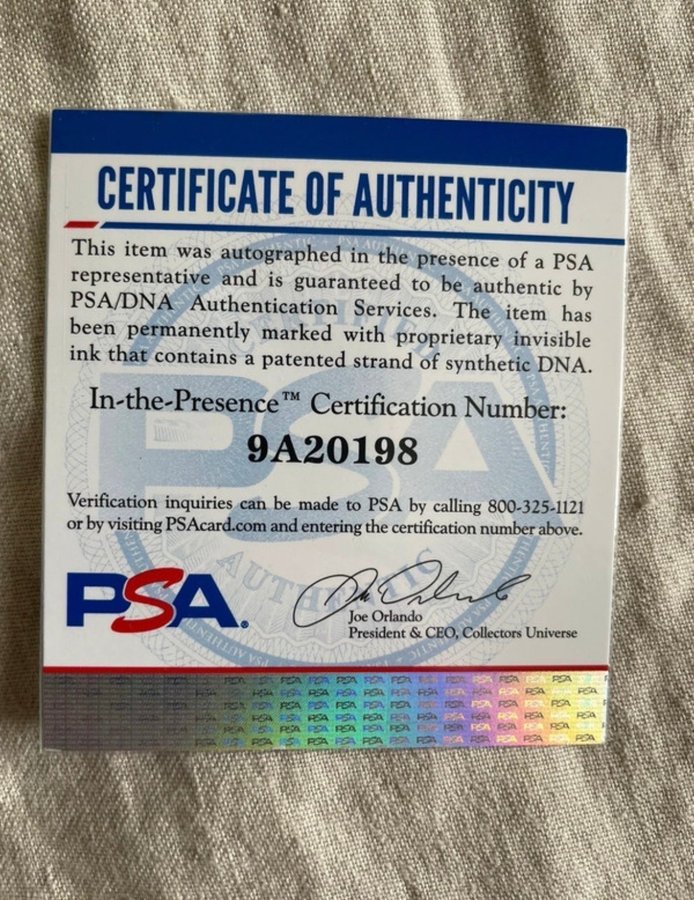 CERTIFICATE OF AUTHENTICITY
This item was autographed in the presence of a PSA
representative and is guaranteed to be authentic by
PSA/DNA Authentication Services. The item has
been permanently marked with proprietary invisible
ink that contains a patented strand of synthetic DNA.
In-the-Presence™ Certification Number:
9A20198
Verification inquiries can be made to PSA by calling 800-325-1121
or by visiting PSAcard.com and entering the certification number above.
PSA®
Joe Orlando
President & CEO, Collectors Universe